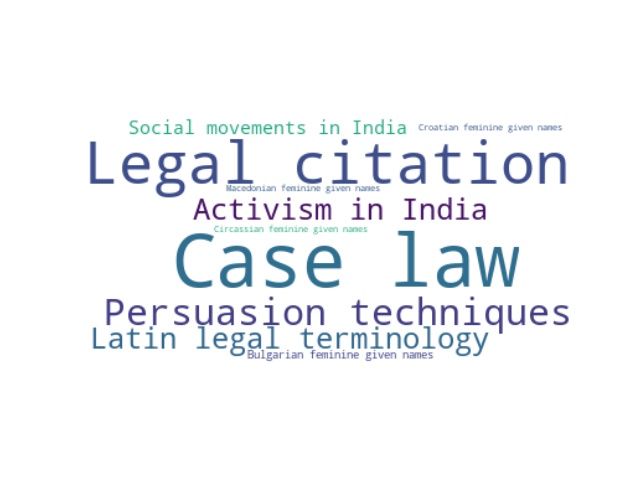 Social movements in India
Croatian feminine given names
Legal citation
Macedonian feminine given names
Activism in India
Circassian feminine given names
Case law
Persuasion techniques
Latin legal terminology
Bulgarian feminine given names